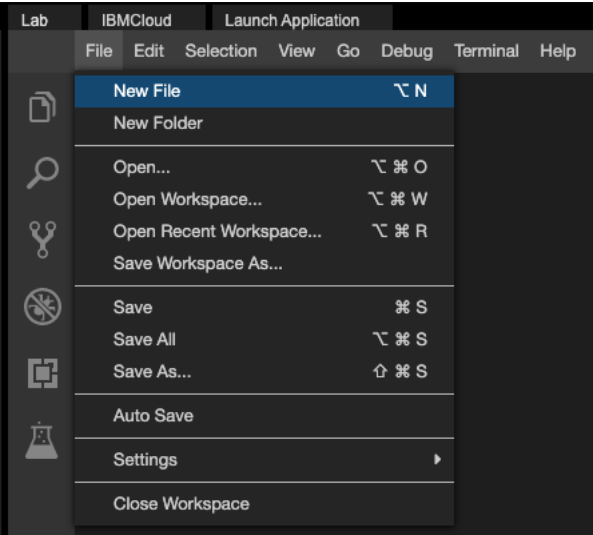 Lab IBMCloud Launch Application
File Edit Selection View Go Debug Terminal Help
New File ⌥ N
New Folder
Open... ⌥ ⌘ O
Open Workspace... ⌥ ⌘ W
Open Recent Workspace... ⌥ ⌘ R
Save Workspace As...
Save ⌘ S
Save All ⌥ ⌘ S
Save As... ⇧ ⌘ S
Auto Save
Settings
Close Workspace